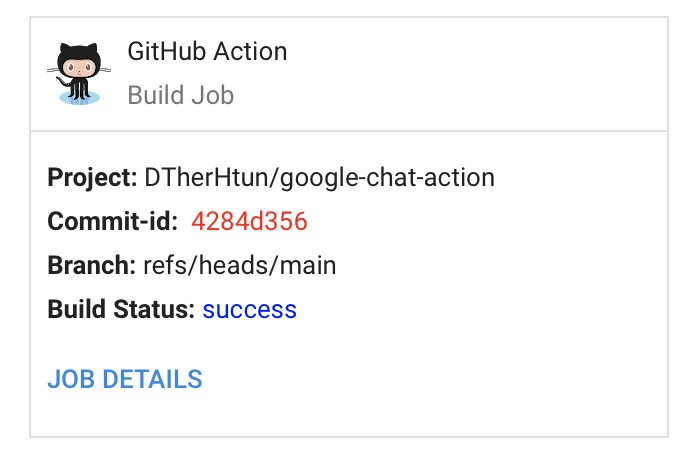 GitHub Action
Build Job
Project: DTherHtun/google-chat-action
Commit-id: 4284d356
Branch: refs/heads/main
Build Status: success
JOB DETAILS